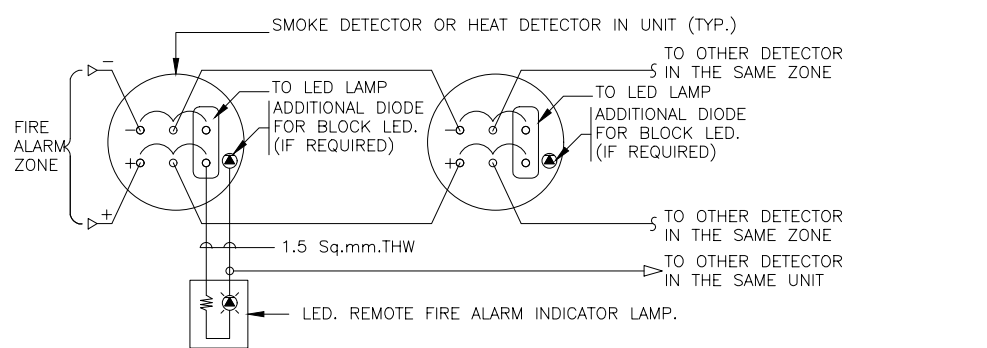 SMOKE DETECTOR OR HEAT DETECTOR IN UNIT (TYP.)
TO OTHER DETECTOR
IN THE SAME ZONE
TO LED LAMP
ADDITIONAL DIODE
FOR BLOCK LED.
(IF REQUIRED)
TO LED LAMP
ADDITIONAL DIODE
FOR BLOCK LED.
(IF REQUIRED)
FIRE
ALARM
ZONE
−
+
−
+
−
+
TO OTHER DETECTOR
IN THE SAME ZONE
1.5 Sq.mm.THW
TO OTHER DETECTOR
IN THE SAME UNIT
LED. REMOTE FIRE ALARM INDICATOR LAMP.